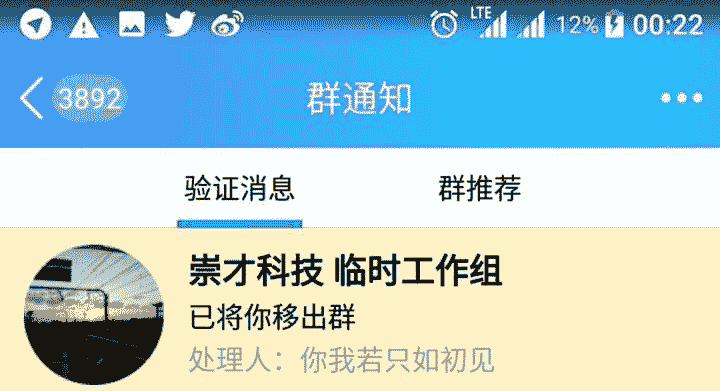 LTE 12% 00:22
3892 群通知
验证消息 群推荐
崇才科技 临时工作组
已将你移出群
处理人：你我若只如初见